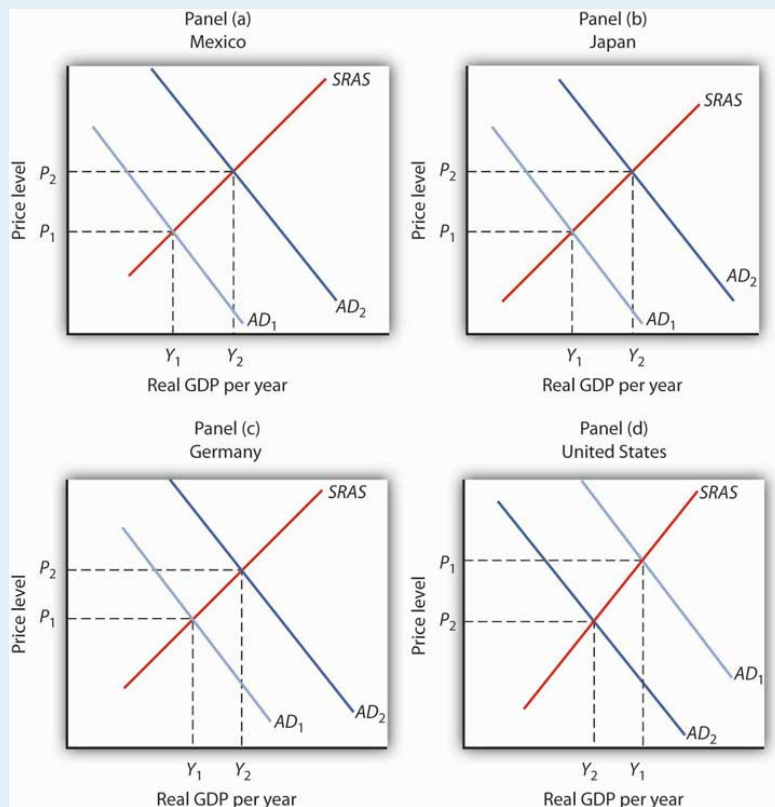 Panel (a)
Mexico
SRAS
P₂
P₁
Price level
AD₁
AD₂
Y₁ Y₂
Real GDP per year
Panel (b)
Japan
SRAS
P₂
P₁
Price level
AD₂
AD₁
Y₁ Y₂
Real GDP per year
Panel (c)
Germany
SRAS
P₂
P₁
Price level
AD₁
AD₂
Y₁ Y₂
Real GDP per year
Panel (d)
United States
SRAS
P₁
P₂
Price level
AD₁
AD₂
Y₂ Y₁
Real GDP per year